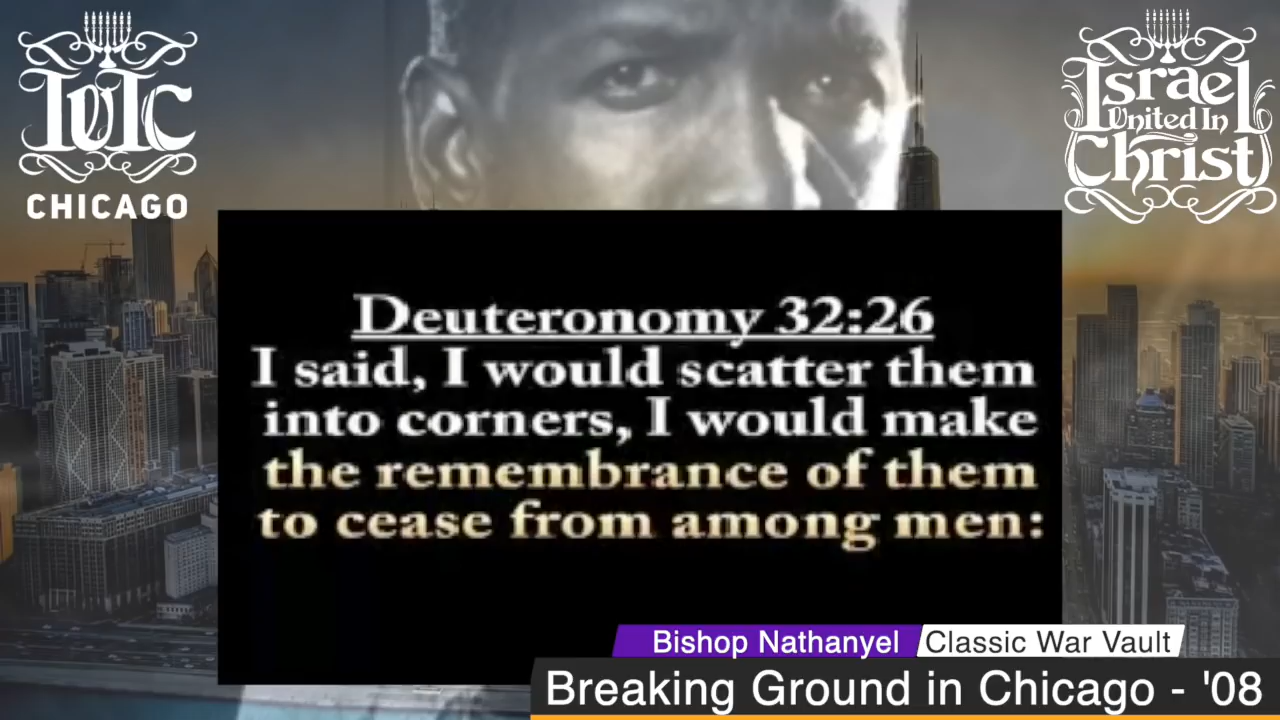 IUIC
CHICAGO
Israel
United In
Christ
Deuteronomy 32:26
I said, I would scatter them
into corners, I would make
the remembrance of them
to cease from among men:
Bishop Nathanyel
Classic War Vault
Breaking Ground in Chicago - '08